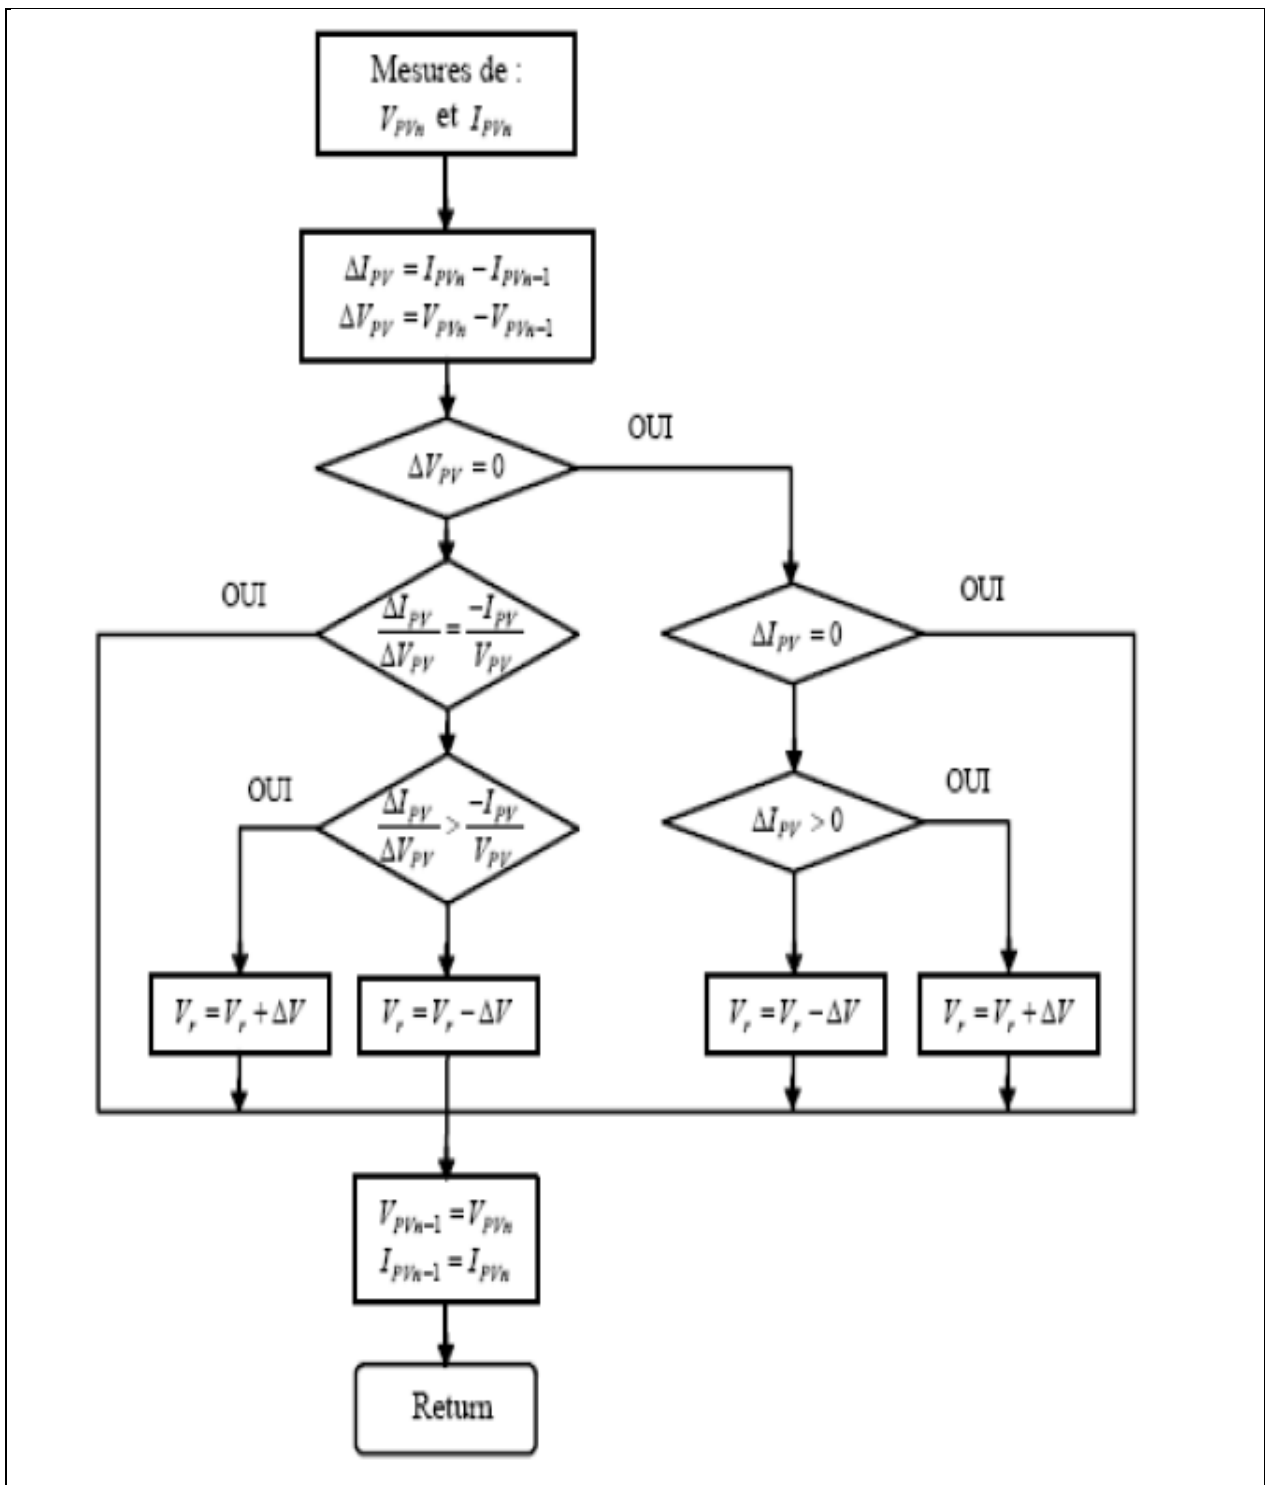 Mesures de :
V_PVn et I_PVn
ΔI_PV = I_PVn − I_PVn−1
ΔV_PV = V_PVn − V_PVn−1
OUI
ΔV_PV = 0
OUI
ΔI_PV / ΔV_PV = −I_PV / V_PV
OUI
ΔI_PV = 0
OUI
ΔI_PV / ΔV_PV > −I_PV / V_PV
OUI
ΔI_PV > 0
V_r = V_r + ΔV
V_r = V_r − ΔV
V_r = V_r − ΔV
V_r = V_r + ΔV
V_PVn−1 = V_PVn
I_PVn−1 = I_PVn
Return